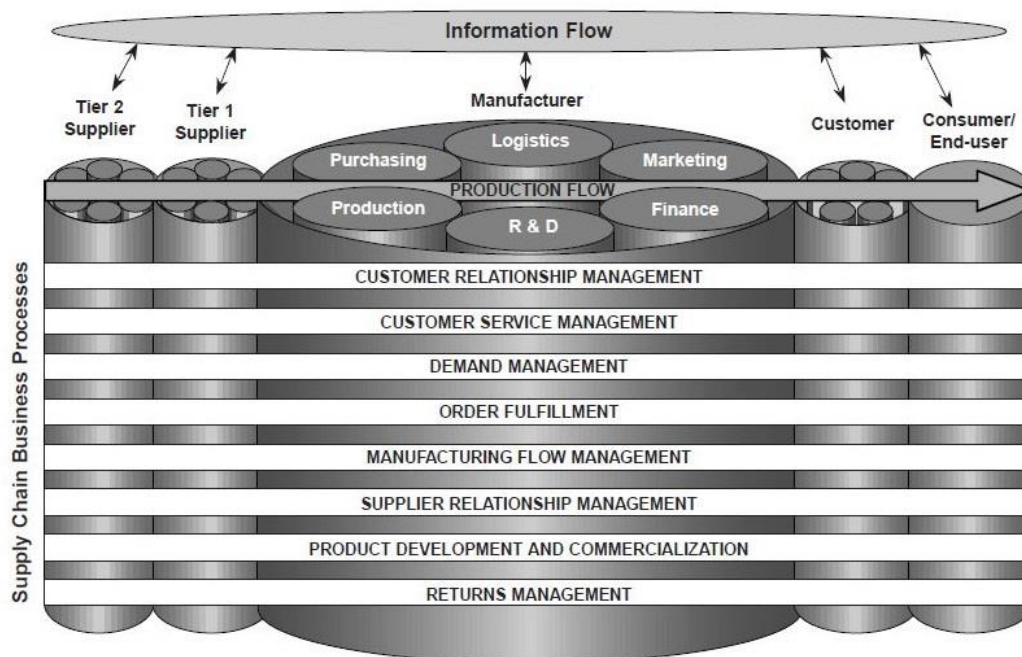 Information Flow
Tier 2
Supplier
Tier 1
Supplier
Manufacturer
Customer
Consumer/
End-user
Logistics
Purchasing
Marketing
PRODUCTION FLOW
Production
R & D
Finance
Supply Chain Business Processes
CUSTOMER RELATIONSHIP MANAGEMENT
CUSTOMER SERVICE MANAGEMENT
DEMAND MANAGEMENT
ORDER FULFILLMENT
MANUFACTURING FLOW MANAGEMENT
SUPPLIER RELATIONSHIP MANAGEMENT
PRODUCT DEVELOPMENT AND COMMERCIALIZATION
RETURNS MANAGEMENT